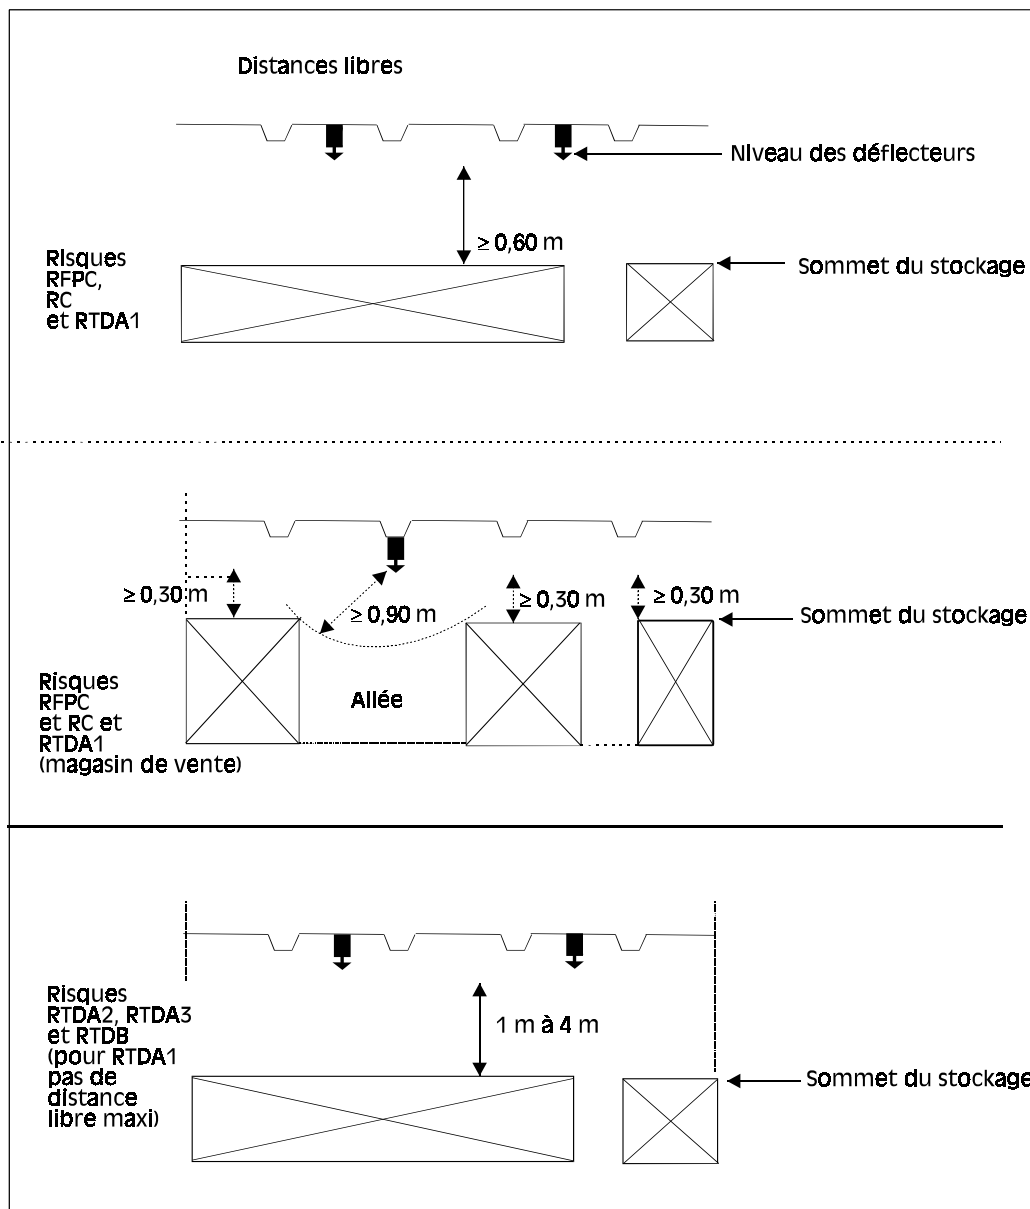 Distances libres
Niveau des déflecteurs
≥ 0,60 m
Risques
RFPC,
RC
et RTDA1
Sommet du stockage
≥ 0,30 m
≥ 0,90 m
≥ 0,30 m
≥ 0,30 m
Sommet du stockage
Allée
Risques
RFPC
et RC et
RTDA1
(magasin de vente)
Risques
RTDA2, RTDA3
et RTDB
(pour RTDA1
pas de
distance
libre maxi)
1 m à 4 m
Sommet du stockage